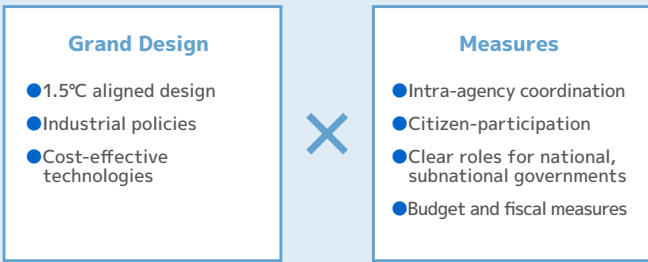 Grand Design
●1.5℃ aligned design
●Industrial policies
●Cost-effective
technologies
×
Measures
●Intra-agency coordination
●Citizen-participation
●Clear roles for national,
subnational governments
●Budget and fiscal measures